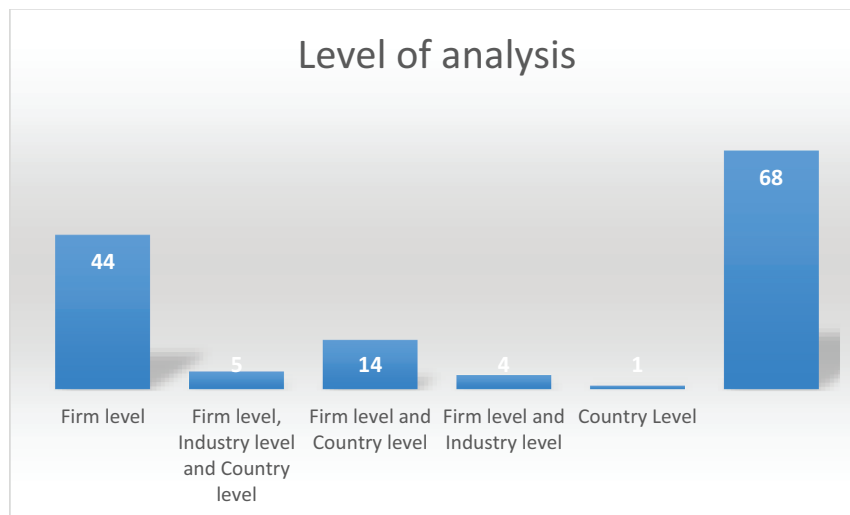 Level of analysis
68
44
5
14
4
1
Firm level
Firm level,
Industry level
and Country
level
Firm level and
Country level
Firm level and
Industry level
Country Level